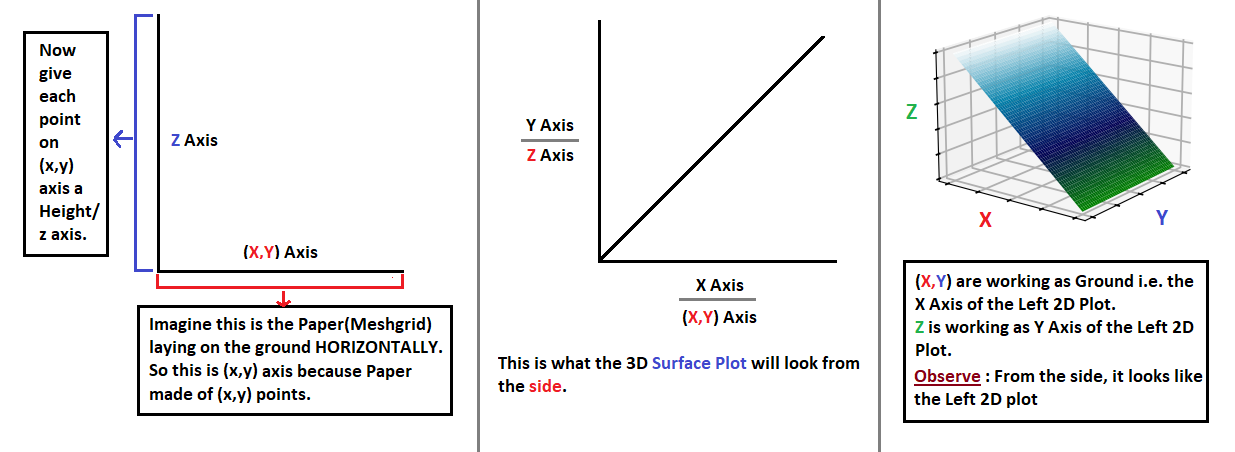 Now
give
each
point
on
(x,y)
axis a
Height/
z axis.
Z Axis
(X,Y) Axis
Imagine this is the Paper(Meshgrid)
laying on the ground HORIZONTALLY.
So this is (x,y) axis because Paper
made of (x,y) points.
Y Axis
Z Axis
X Axis
(X,Y) Axis
This is what the 3D Surface Plot will look from
the side.
Z
X
Y
(X,Y) are working as Ground i.e. the
X Axis of the Left 2D Plot.
Z is working as Y Axis of the Left 2D
Plot.
Observe : From the side, it looks like
the Left 2D plot